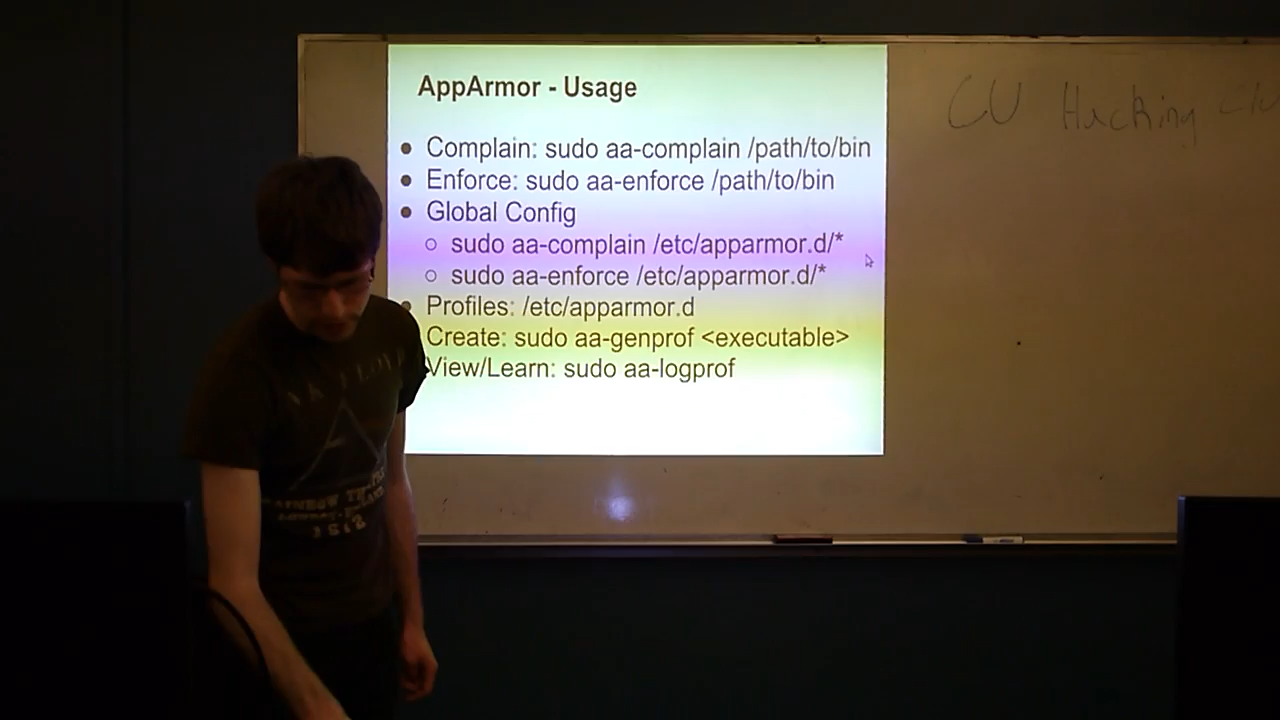 AppArmor - Usage
CU Hacking
● Complain: sudo aa-complain /path/to/bin
● Enforce: sudo aa-enforce /path/to/bin
● Global Config
○ sudo aa-complain /etc/apparmor.d/*
○ sudo aa-enforce /etc/apparmor.d/*
● Profiles: /etc/apparmor.d
Create: sudo aa-genprof <executable>
View/Learn: sudo aa-logprof